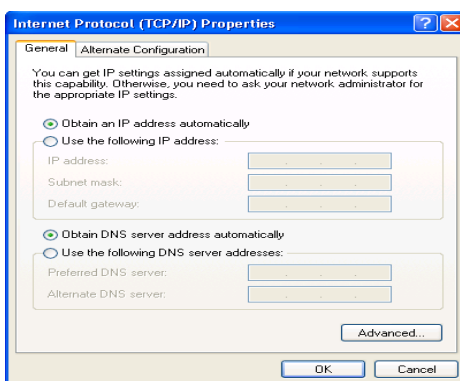 Internet Protocol (TCP/IP) Properties
General
Alternate Configuration
You can get IP settings assigned automatically if your network supports
this capability. Otherwise, you need to ask your network administrator for
the appropriate IP settings.
Obtain an IP address automatically
Use the following IP address:
IP address:
Subnet mask:
Default gateway:
Obtain DNS server address automatically
Use the following DNS server addresses:
Preferred DNS server:
Alternate DNS server:
Advanced...
OK
Cancel